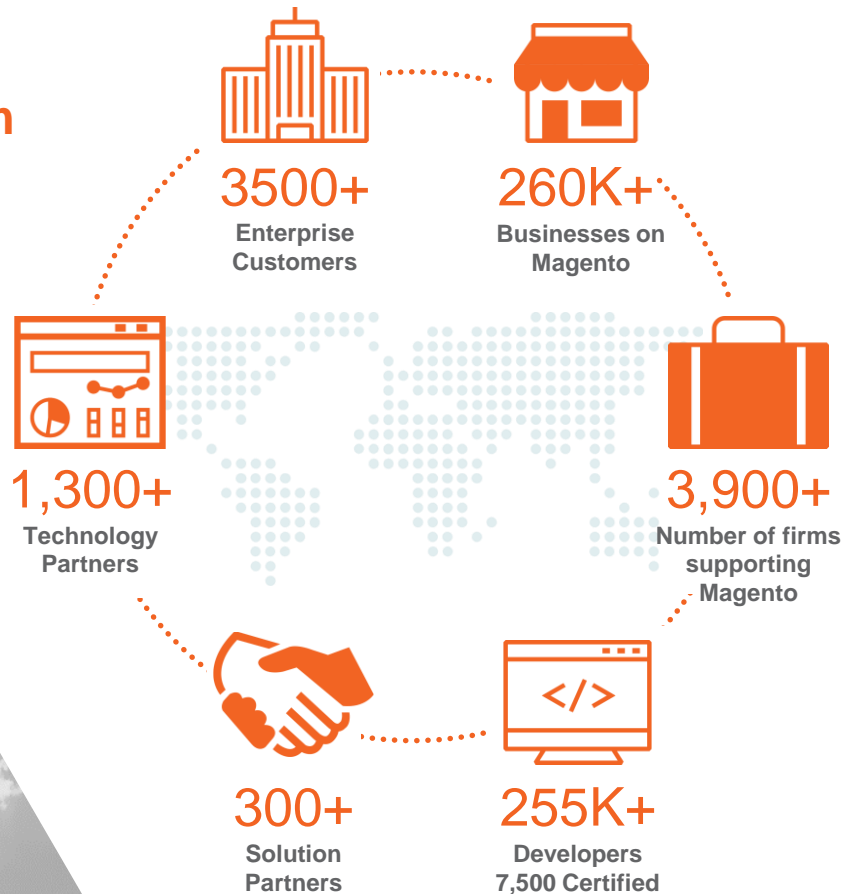 3500+
Enterprise
Customers
260K+
Businesses on
Magento
1,300+
Technology
Partners
3,900+
Number of firms
supporting
Magento
</>
300+
Solution
Partners
255K+
Developers
7,500 Certified